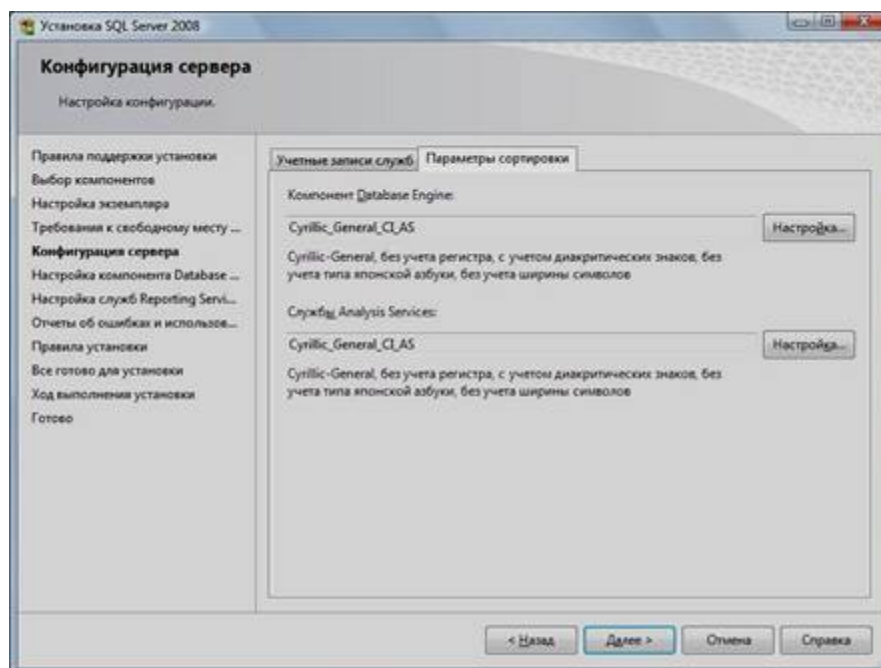 Установка SQL Server 2008
Конфигурация сервера
Настройка конфигурации.
Правила поддержки установки
Выбор компонентов
Настройка экземпляра
Требования к свободному месту ...
Конфигурация сервера
Настройка компонента Database ...
Настройка служб Reporting Servi...
Отчеты об ошибках и использов...
Правила установки
Все готово для установки
Ход выполнения установки
Готово
Учетные записи служб
Параметры сортировки
Компонент Database Engine:
Cyrillic_General_CI_AS
Настройка...
Cyrillic-General, без учета регистра, с учетом диакритических знаков, без
учета типа японской азбуки, без учета ширины символов
Службы Analysis Services:
Cyrillic_General_CI_AS
Настройка...
Cyrillic-General, без учета регистра, с учетом диакритических знаков, без
учета типа японской азбуки, без учета ширины символов
< Назад
Далее >
Отмена
Справка